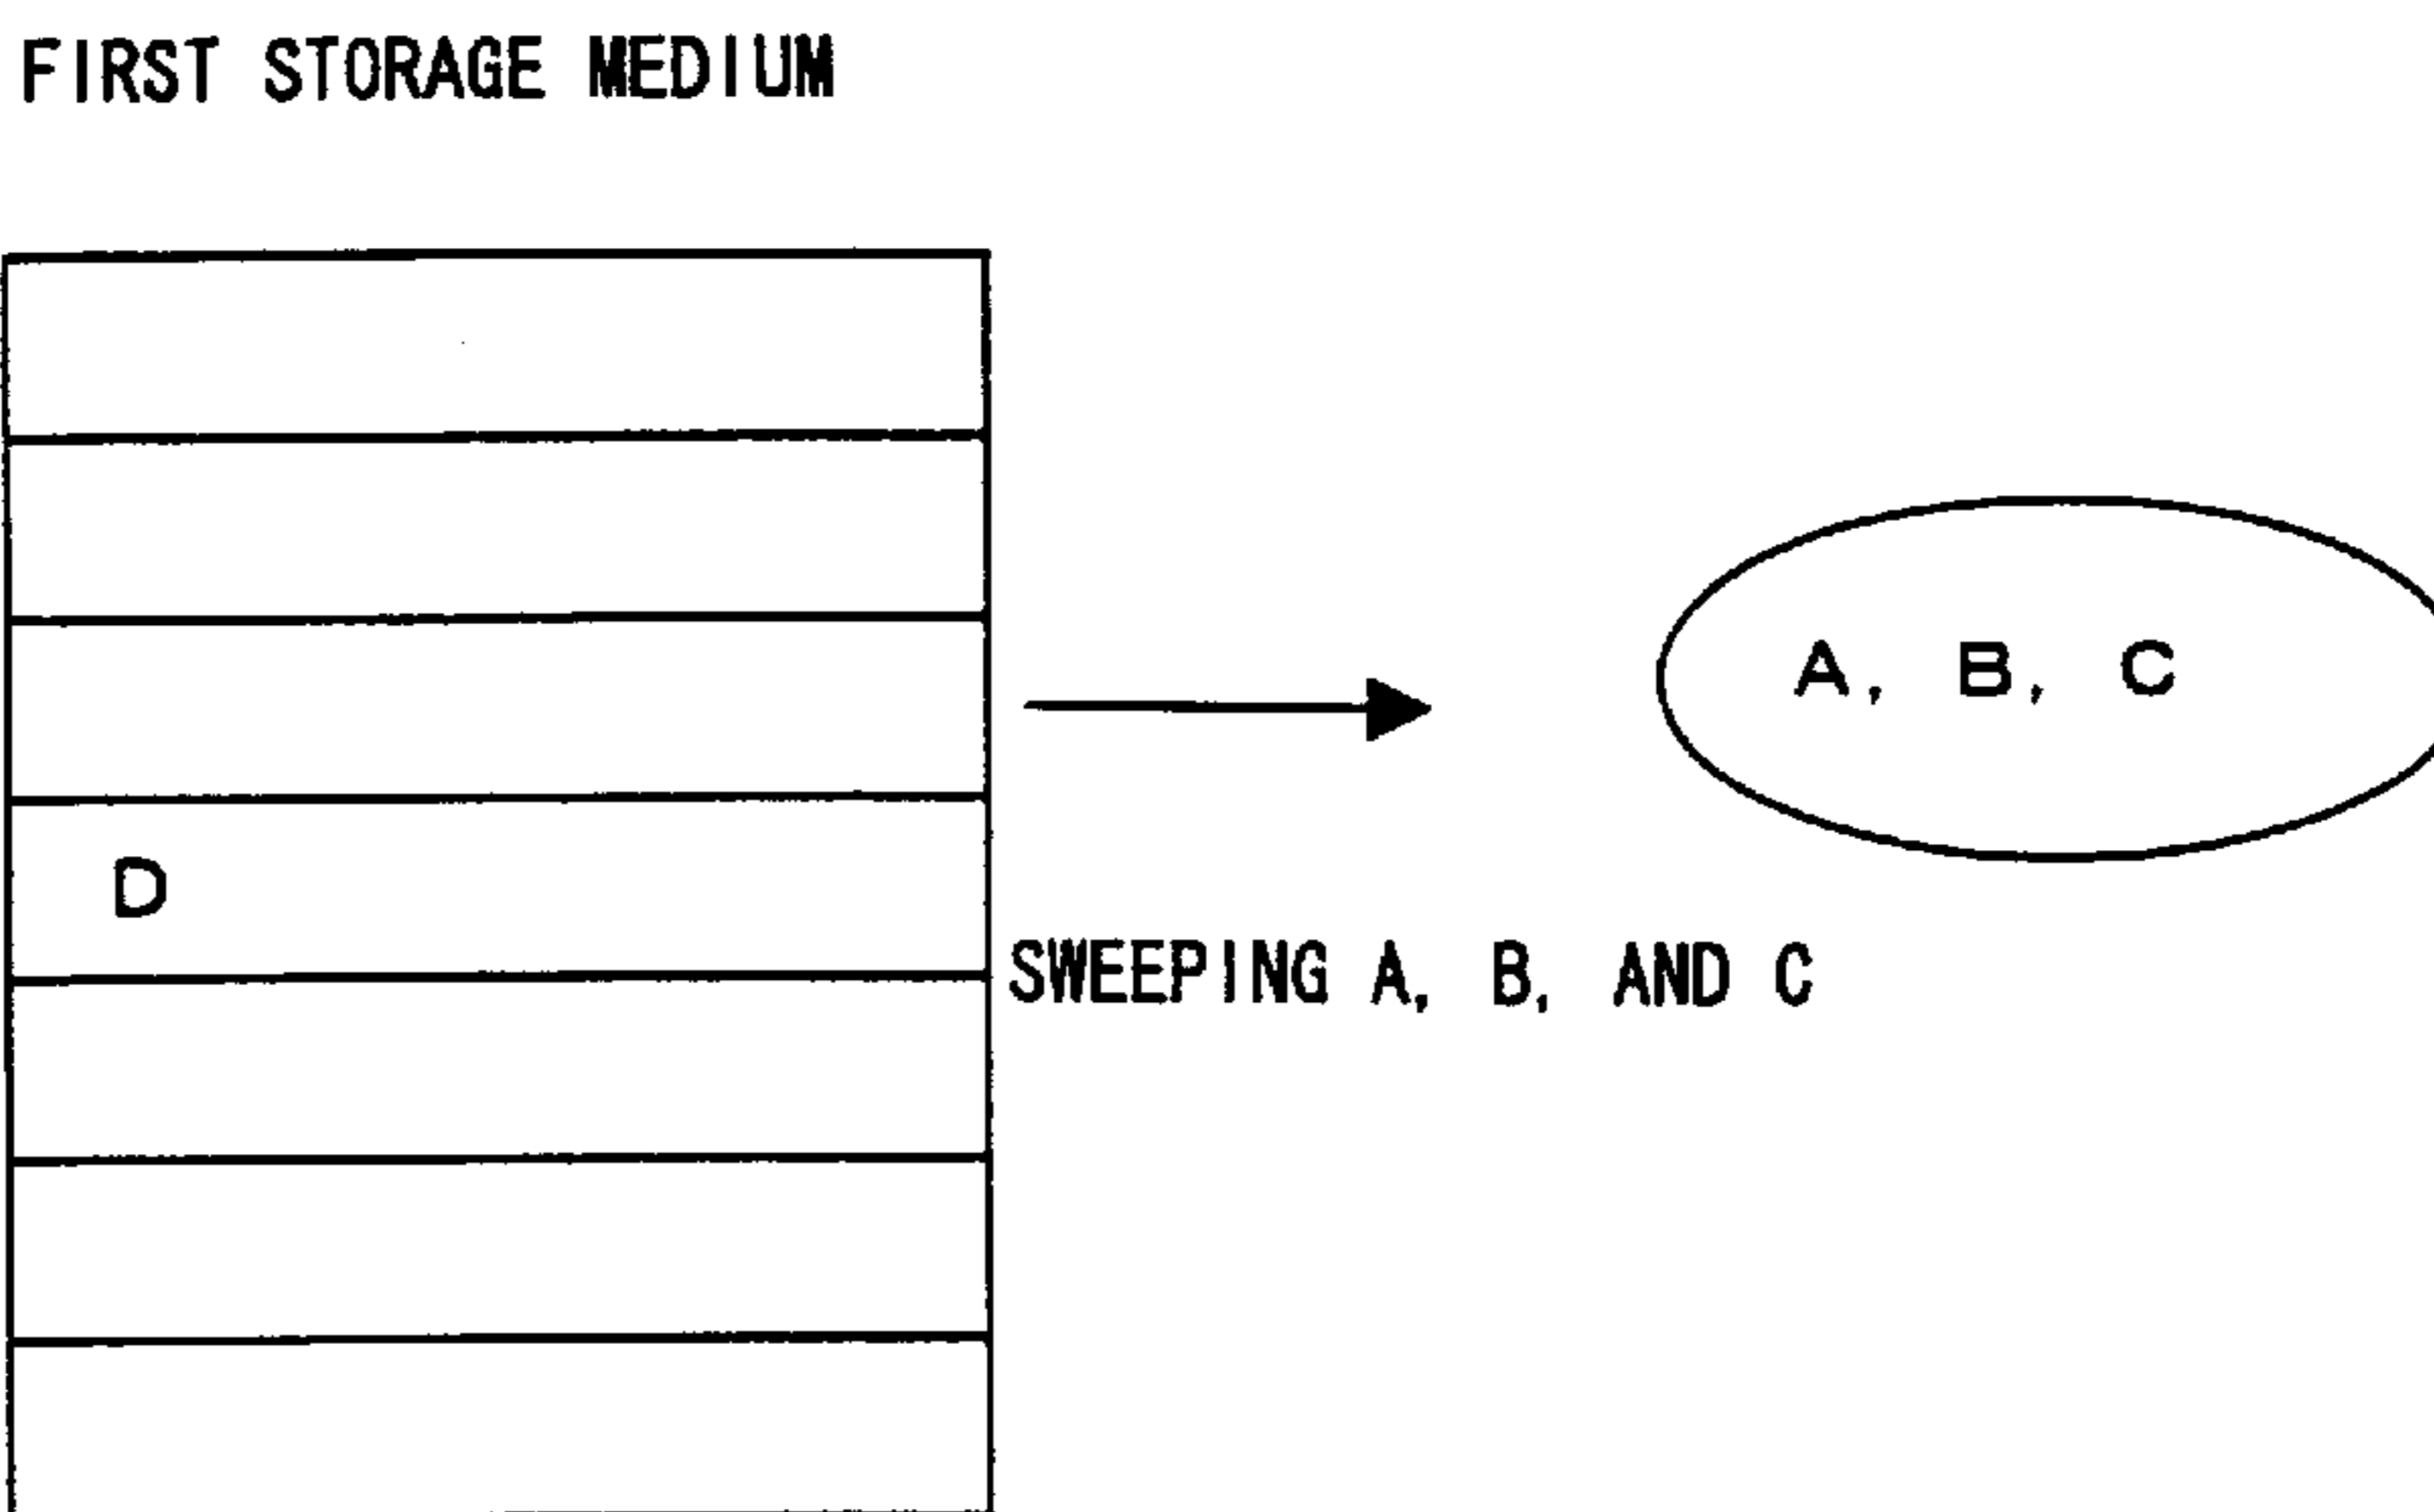 FIRST STORAGE MEDIUM
A, B, C
D
SWEEPING A, B, AND C